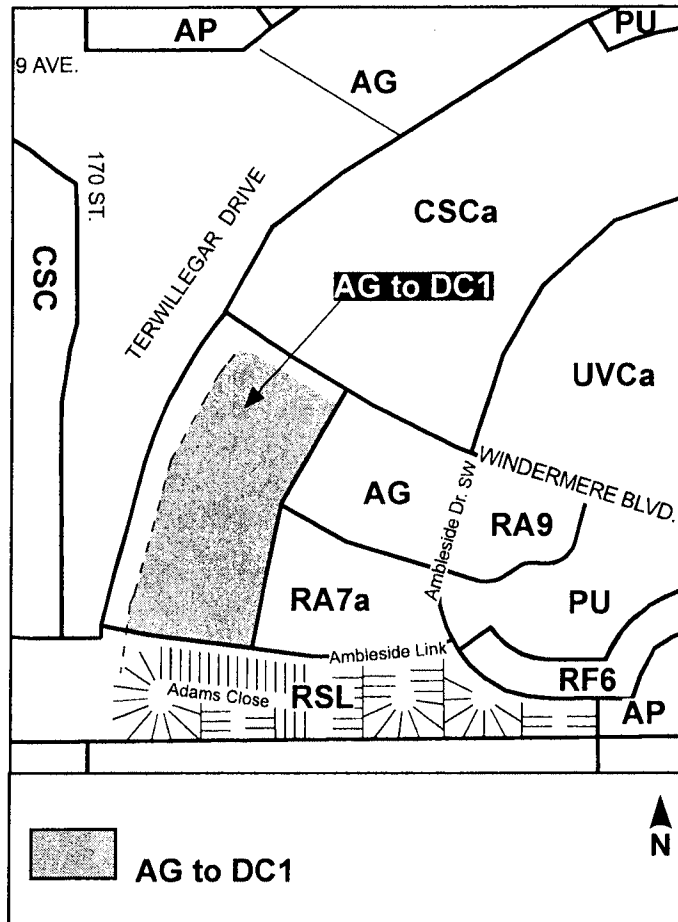 AP
PU
9 AVE.
AG
170 ST.
TERWILLEGAR DRIVE
CSCa
CSC
AG to DC1
UVCa
WINDERMERE BLVD.
AG
Ambleside Dr. SW
RA9
RA7a
PU
Ambleside Link
Adams Close
RSL
RF6
AP
N
AG to DC1